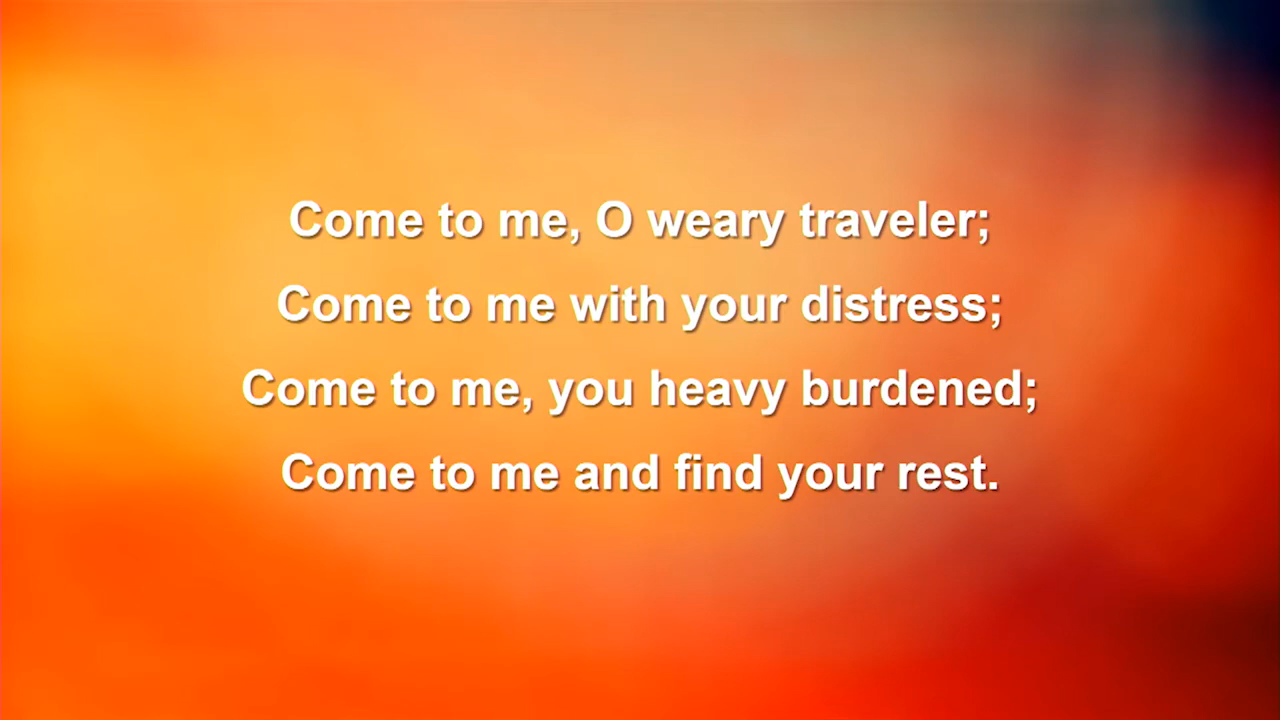 Come to me, O weary traveler;
Come to me with your distress;
Come to me, you heavy burdened;
Come to me and find your rest.